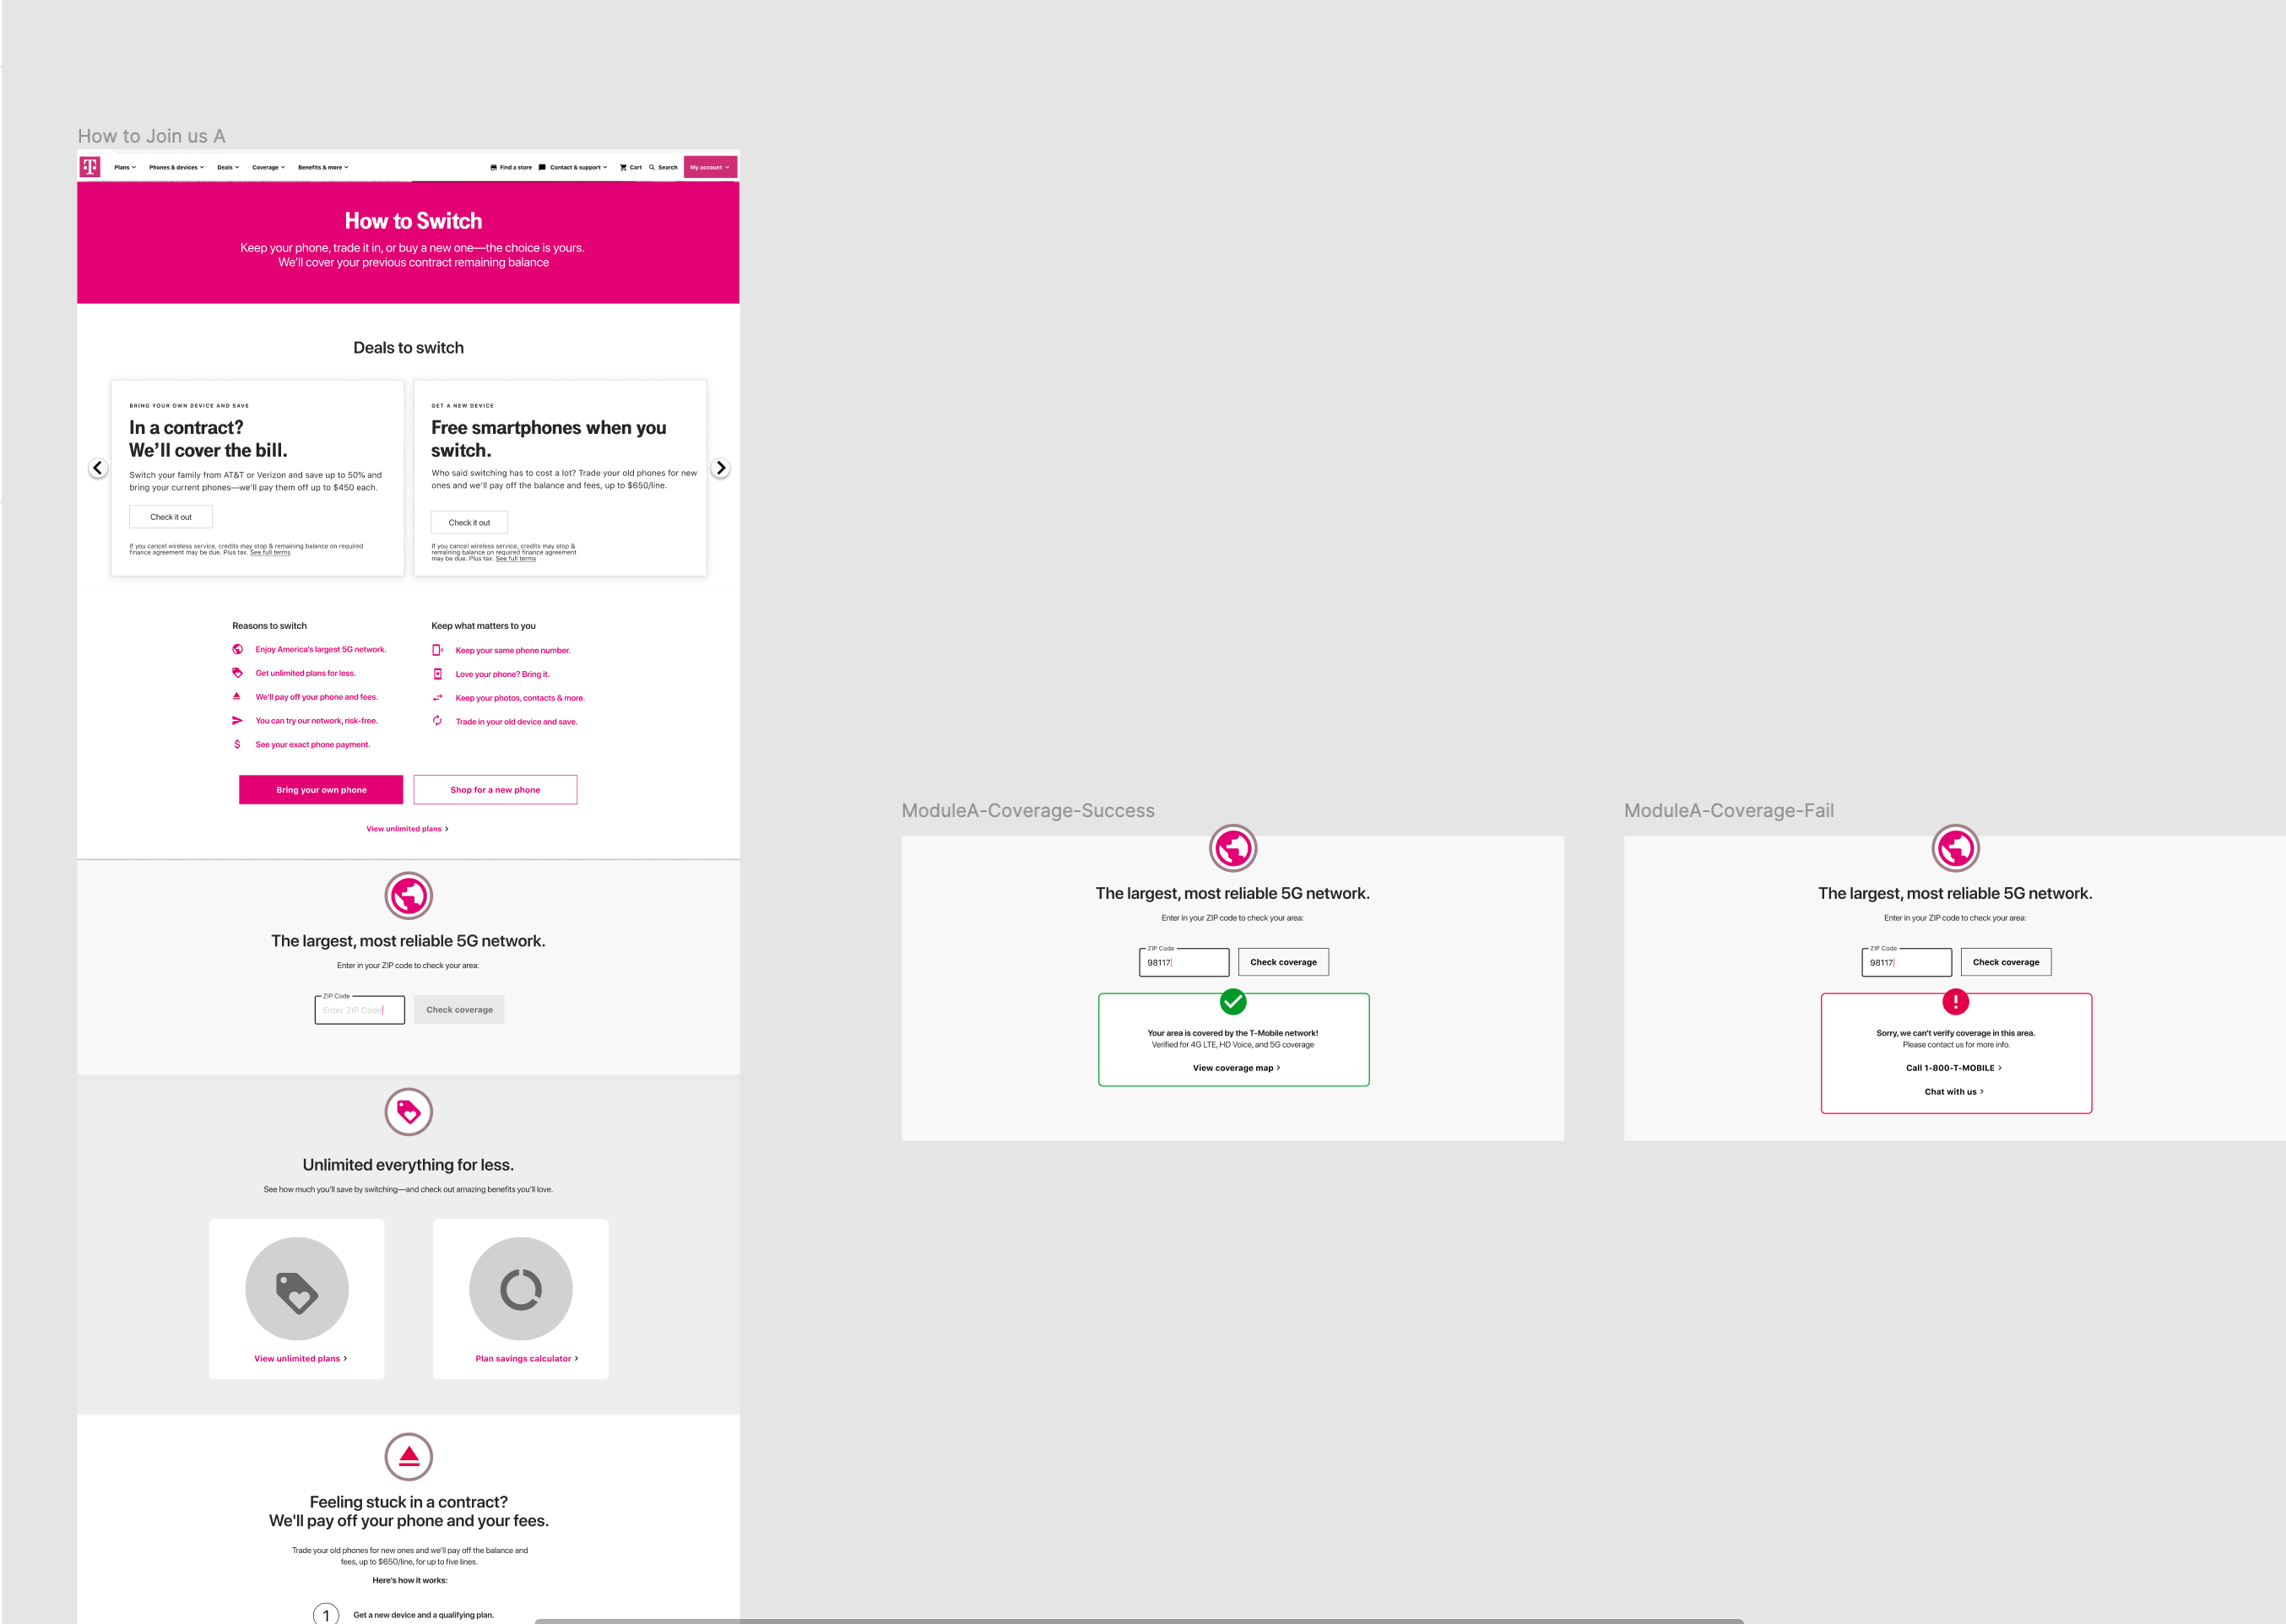 How to Join us A
T Plans Phones & devices Deals Coverage Benefits & more Find a store Contact & support Cart Search My account
How to Switch
Keep your phone, trade it in, or buy a new one—the choice is yours.
We'll cover your previous contract remaining balance
Deals to switch
BRING YOUR OWN DEVICE AND SAVE
In a contract?
We'll cover the bill.
Switch your family from AT&T or Verizon and save up to 50% and
bring your current phones—we'll pay them off up to $450 each.
Check it out
If you cancel wireless service, credits may stop & remaining balance on required
finance agreement may be due. Plus tax. See full terms
GET A NEW DEVICE
Free smartphones when you
switch.
Who said switching has to cost a lot? Trade your old phones for new
ones and we'll pay off the balance and fees, up to $650/line.
Check it out
If you cancel wireless service, credits may stop &
remaining balance on required finance agreement
may be due. Plus tax. See full terms
Reasons to switch
Enjoy America's largest 5G network.
Get unlimited plans for less.
We'll pay off your phone and fees.
You can try our network, risk-free.
See your exact phone payment.
Keep what matters to you
Keep your same phone number.
Love your phone? Bring it.
Keep your photos, contacts & more.
Trade in your old device and save.
Bring your own phone
Shop for a new phone
View unlimited plans
The largest, most reliable 5G network.
Enter in your ZIP code to check your area:
ZIP Code
Enter ZIP Code
Check coverage
Unlimited everything for less.
See how much you'll save by switching—and check out amazing benefits you'll love.
View unlimited plans
Plan savings calculator
Feeling stuck in a contract?
We'll pay off your phone and your fees.
Trade your old phones for new ones and we'll pay off the balance and
fees, up to $650/line, for up to five lines.
Here's how it works:
1 Get a new device and a qualifying plan.
ModuleA-Coverage-Success
The largest, most reliable 5G network.
Enter in your ZIP code to check your area:
ZIP Code
98117
Check coverage
Your area is covered by the T-Mobile network!
Verified for 4G LTE, HD Voice, and 5G coverage
View coverage map
ModuleA-Coverage-Fail
The largest, most reliable 5G network.
Enter in your ZIP code to check your area:
ZIP Code
98117
Check coverage
Sorry, we can't verify coverage in this area.
Please contact us for more info.
Call 1-800-T-MOBILE
Chat with us